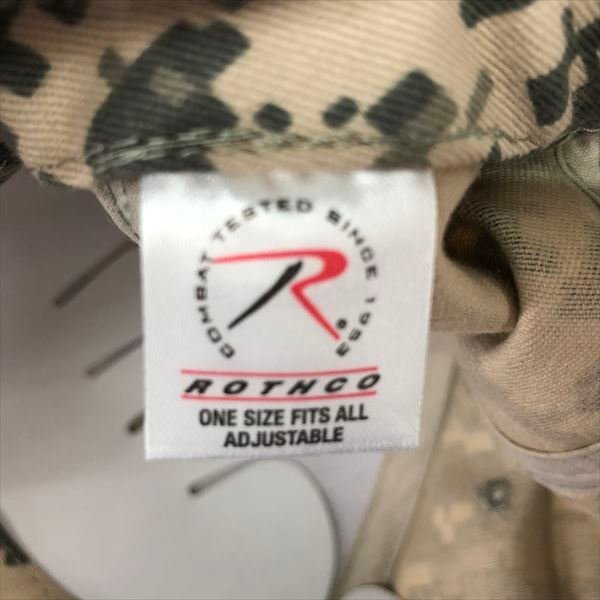 COMBAT TESTED SINCE 1953
R®
ROTHCO
ONE SIZE FITS ALL
ADJUSTABLE